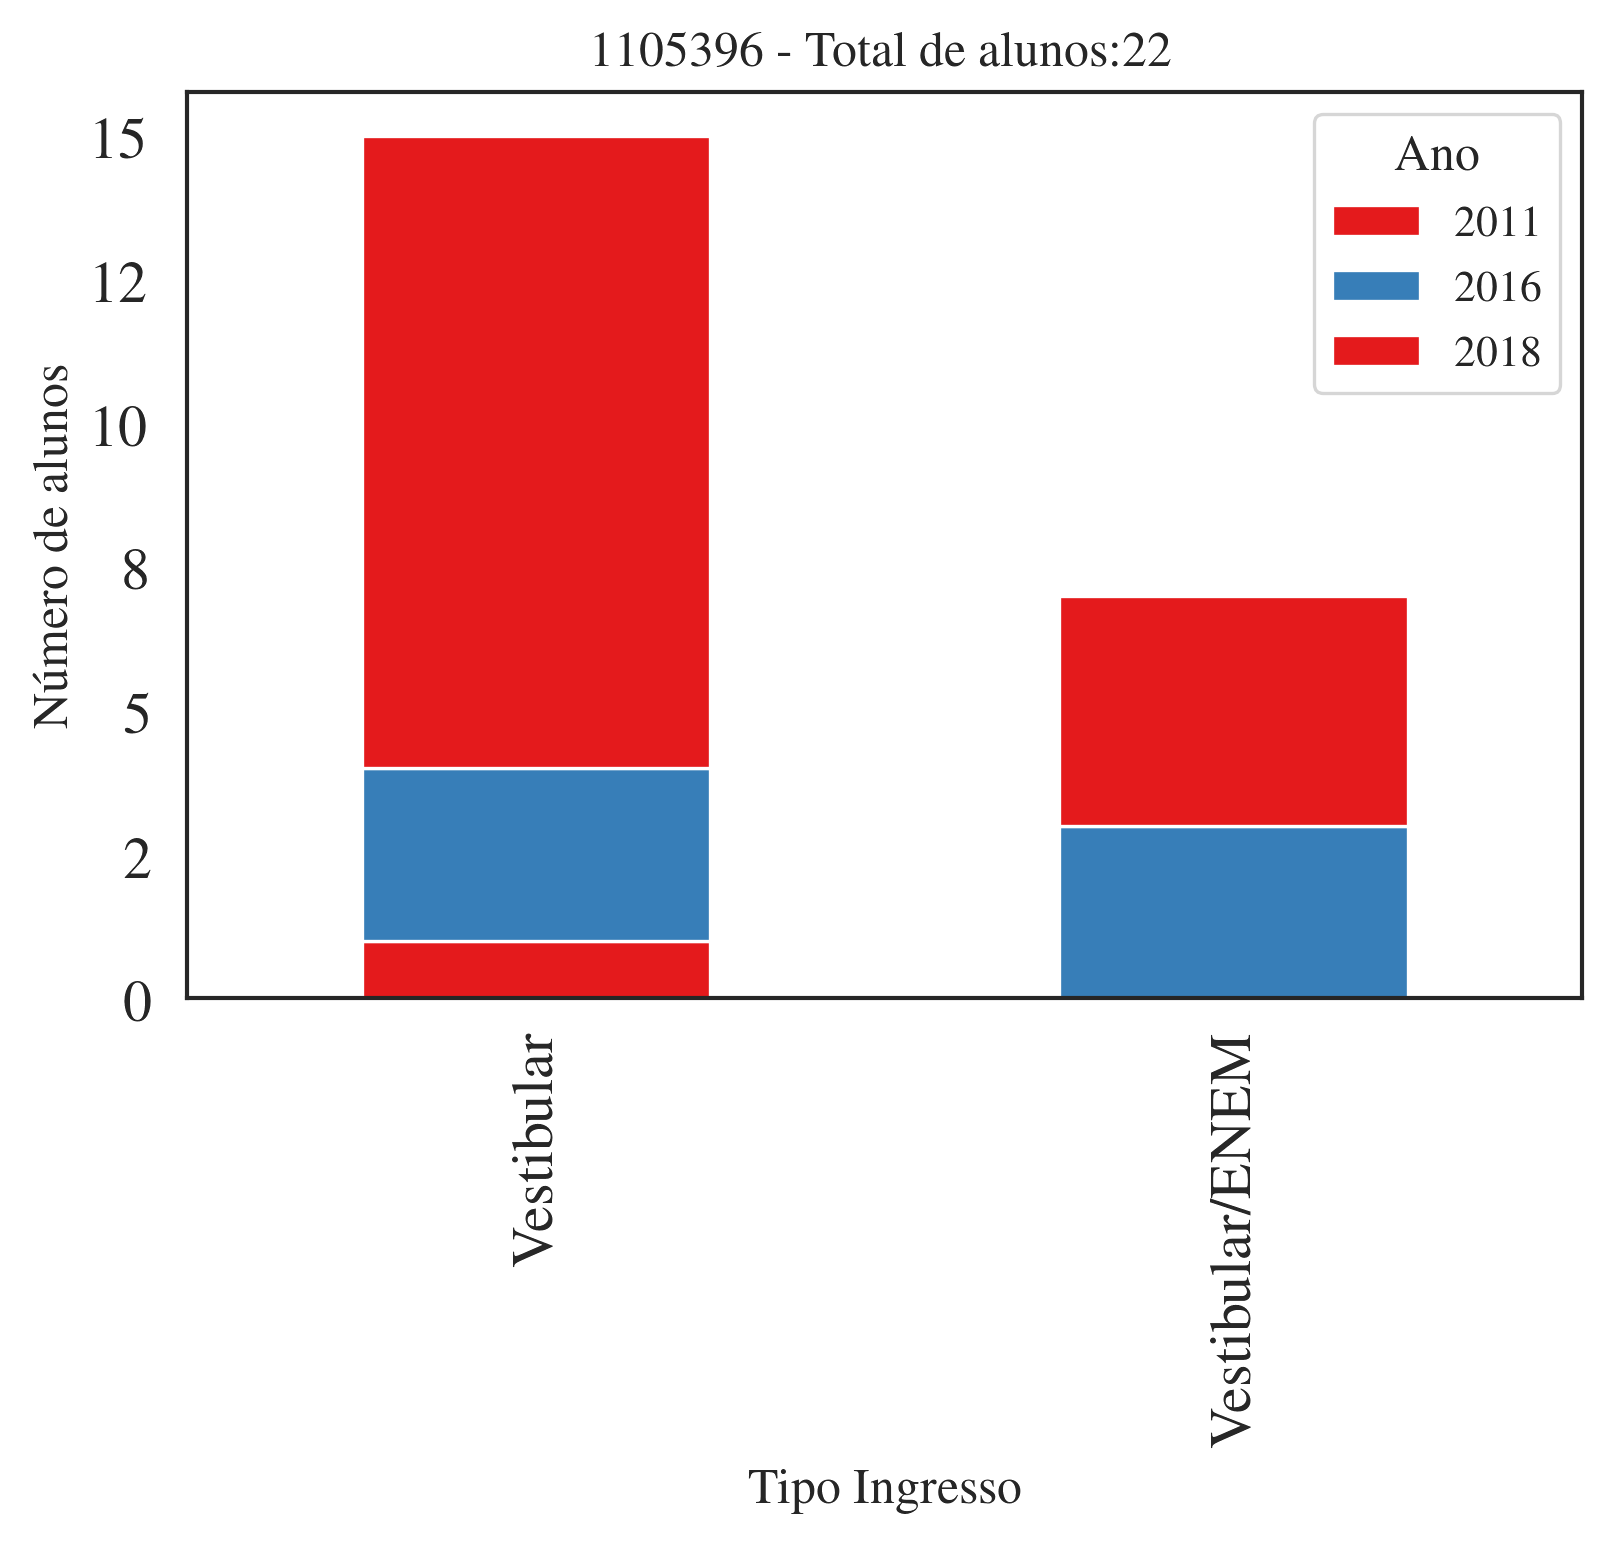 1105396 - Total de alunos:22
15
12
10
8
5
2
0
Número de alunos
Ano
2011
2016
2018
Vestibular
Vestibular/ENEM
Tipo Ingresso